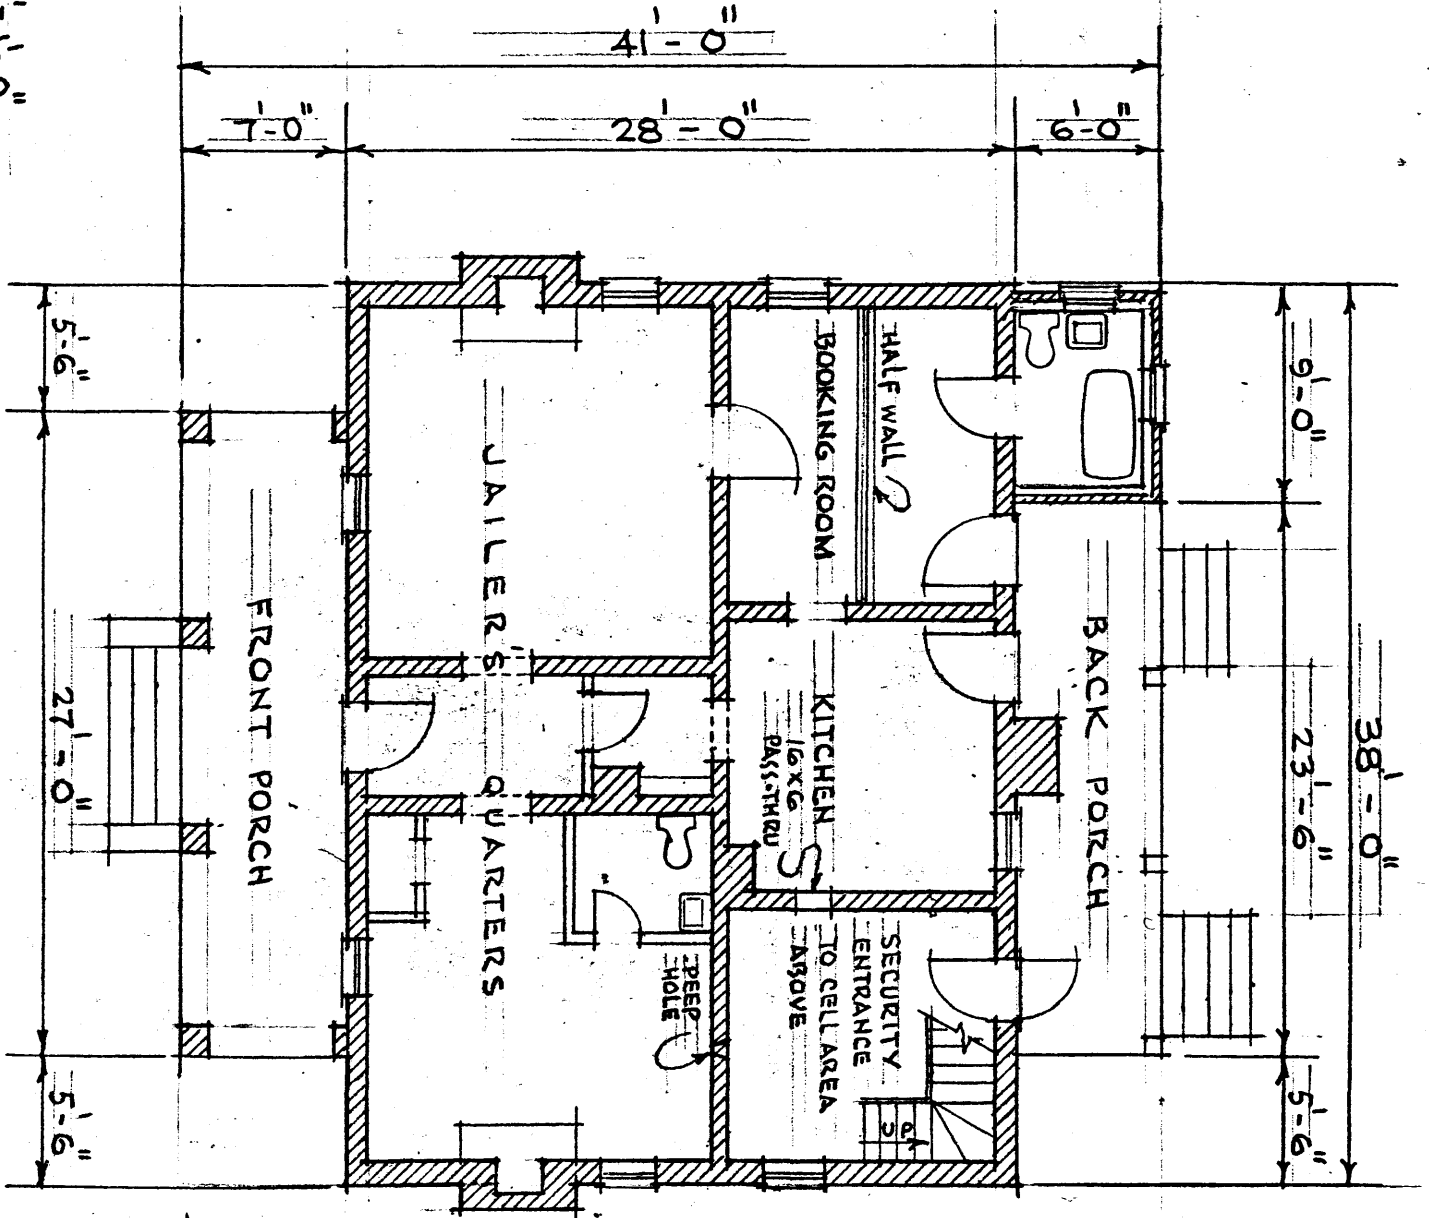 41'-0"
7'-0"
28'-0"
6'-0"
5'-6"
27'-0"
5'-6"
9'-0"
23'-6"
5'-6"
38'-0"
FRONT PORCH
JAILER'S QUARTERS
BOOKING ROOM
HALF WALL
KITCHEN
16X6
PASS-THRU
BACK PORCH
SECURITY
ENTRANCE
TO CELL AREA
ABOVE
PEEP
HOLE
UP